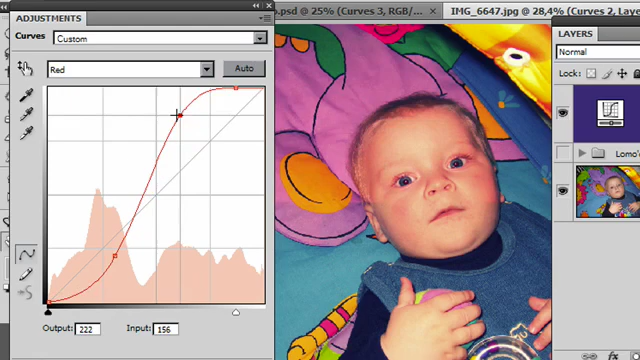 ADJUSTMENTS
Curves
Custom
Red
Auto
Output: 222
Input: 156
o.psd @ 25% (Curves 3, RGB/
IMG_6647.jpg @ 28,4% (Curves 2, Laye
LAYERS
Normal
Lock:
Lomo'